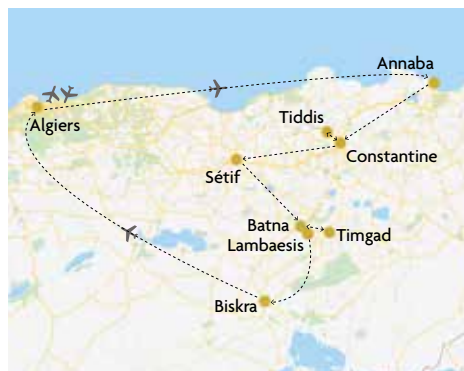 Annaba
Tiddis
Algiers
Constantine
Sétif
Batna
Timgad
Lambaesis
Biskra